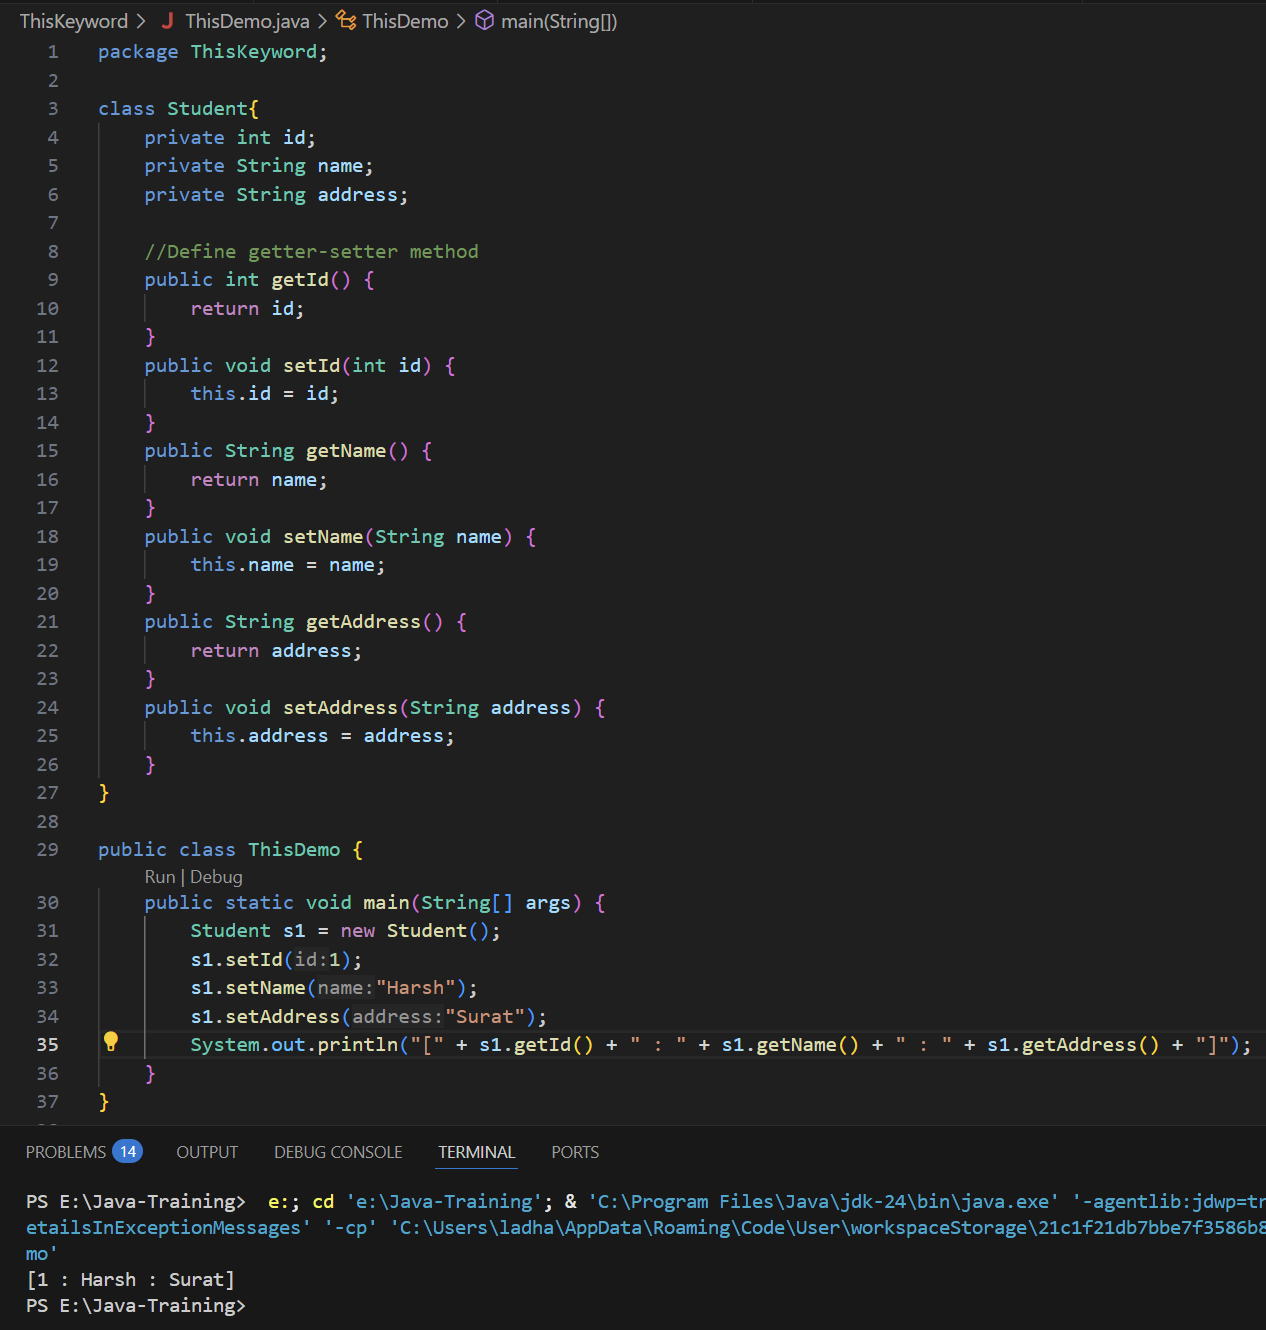 ThisKeyword > J ThisDemo.java > ThisDemo > main(String[])
1 package ThisKeyword;
2
3 class Student{
4     private int id;
5     private String name;
6     private String address;
7
8     //Define getter-setter method
9     public int getId() {
10         return id;
11     }
12     public void setId(int id) {
13         this.id = id;
14     }
15     public String getName() {
16         return name;
17     }
18     public void setName(String name) {
19         this.name = name;
20     }
21     public String getAddress() {
22         return address;
23     }
24     public void setAddress(String address) {
25         this.address = address;
26     }
27 }
28
29 public class ThisDemo {
Run | Debug
30     public static void main(String[] args) {
31         Student s1 = new Student();
32         s1.setId(id:1);
33         s1.setName(name:"Harsh");
34         s1.setAddress(address:"Surat");
35         System.out.println("[" + s1.getId() + " : " + s1.getName() + " : " + s1.getAddress() + "]");
36     }
37 }
PROBLEMS 14 OUTPUT DEBUG CONSOLE TERMINAL PORTS
PS E:\Java-Training>  e:; cd 'e:\Java-Training'; & 'C:\Program Files\Java\jdk-24\bin\java.exe' '-agentlib:jdwp=tr
etailsInExceptionMessages' '-cp' 'C:\Users\ladha\AppData\Roaming\Code\User\workspaceStorage\21c1f21db7bbe7f3586b8
mo'
[1 : Harsh : Surat]
PS E:\Java-Training>